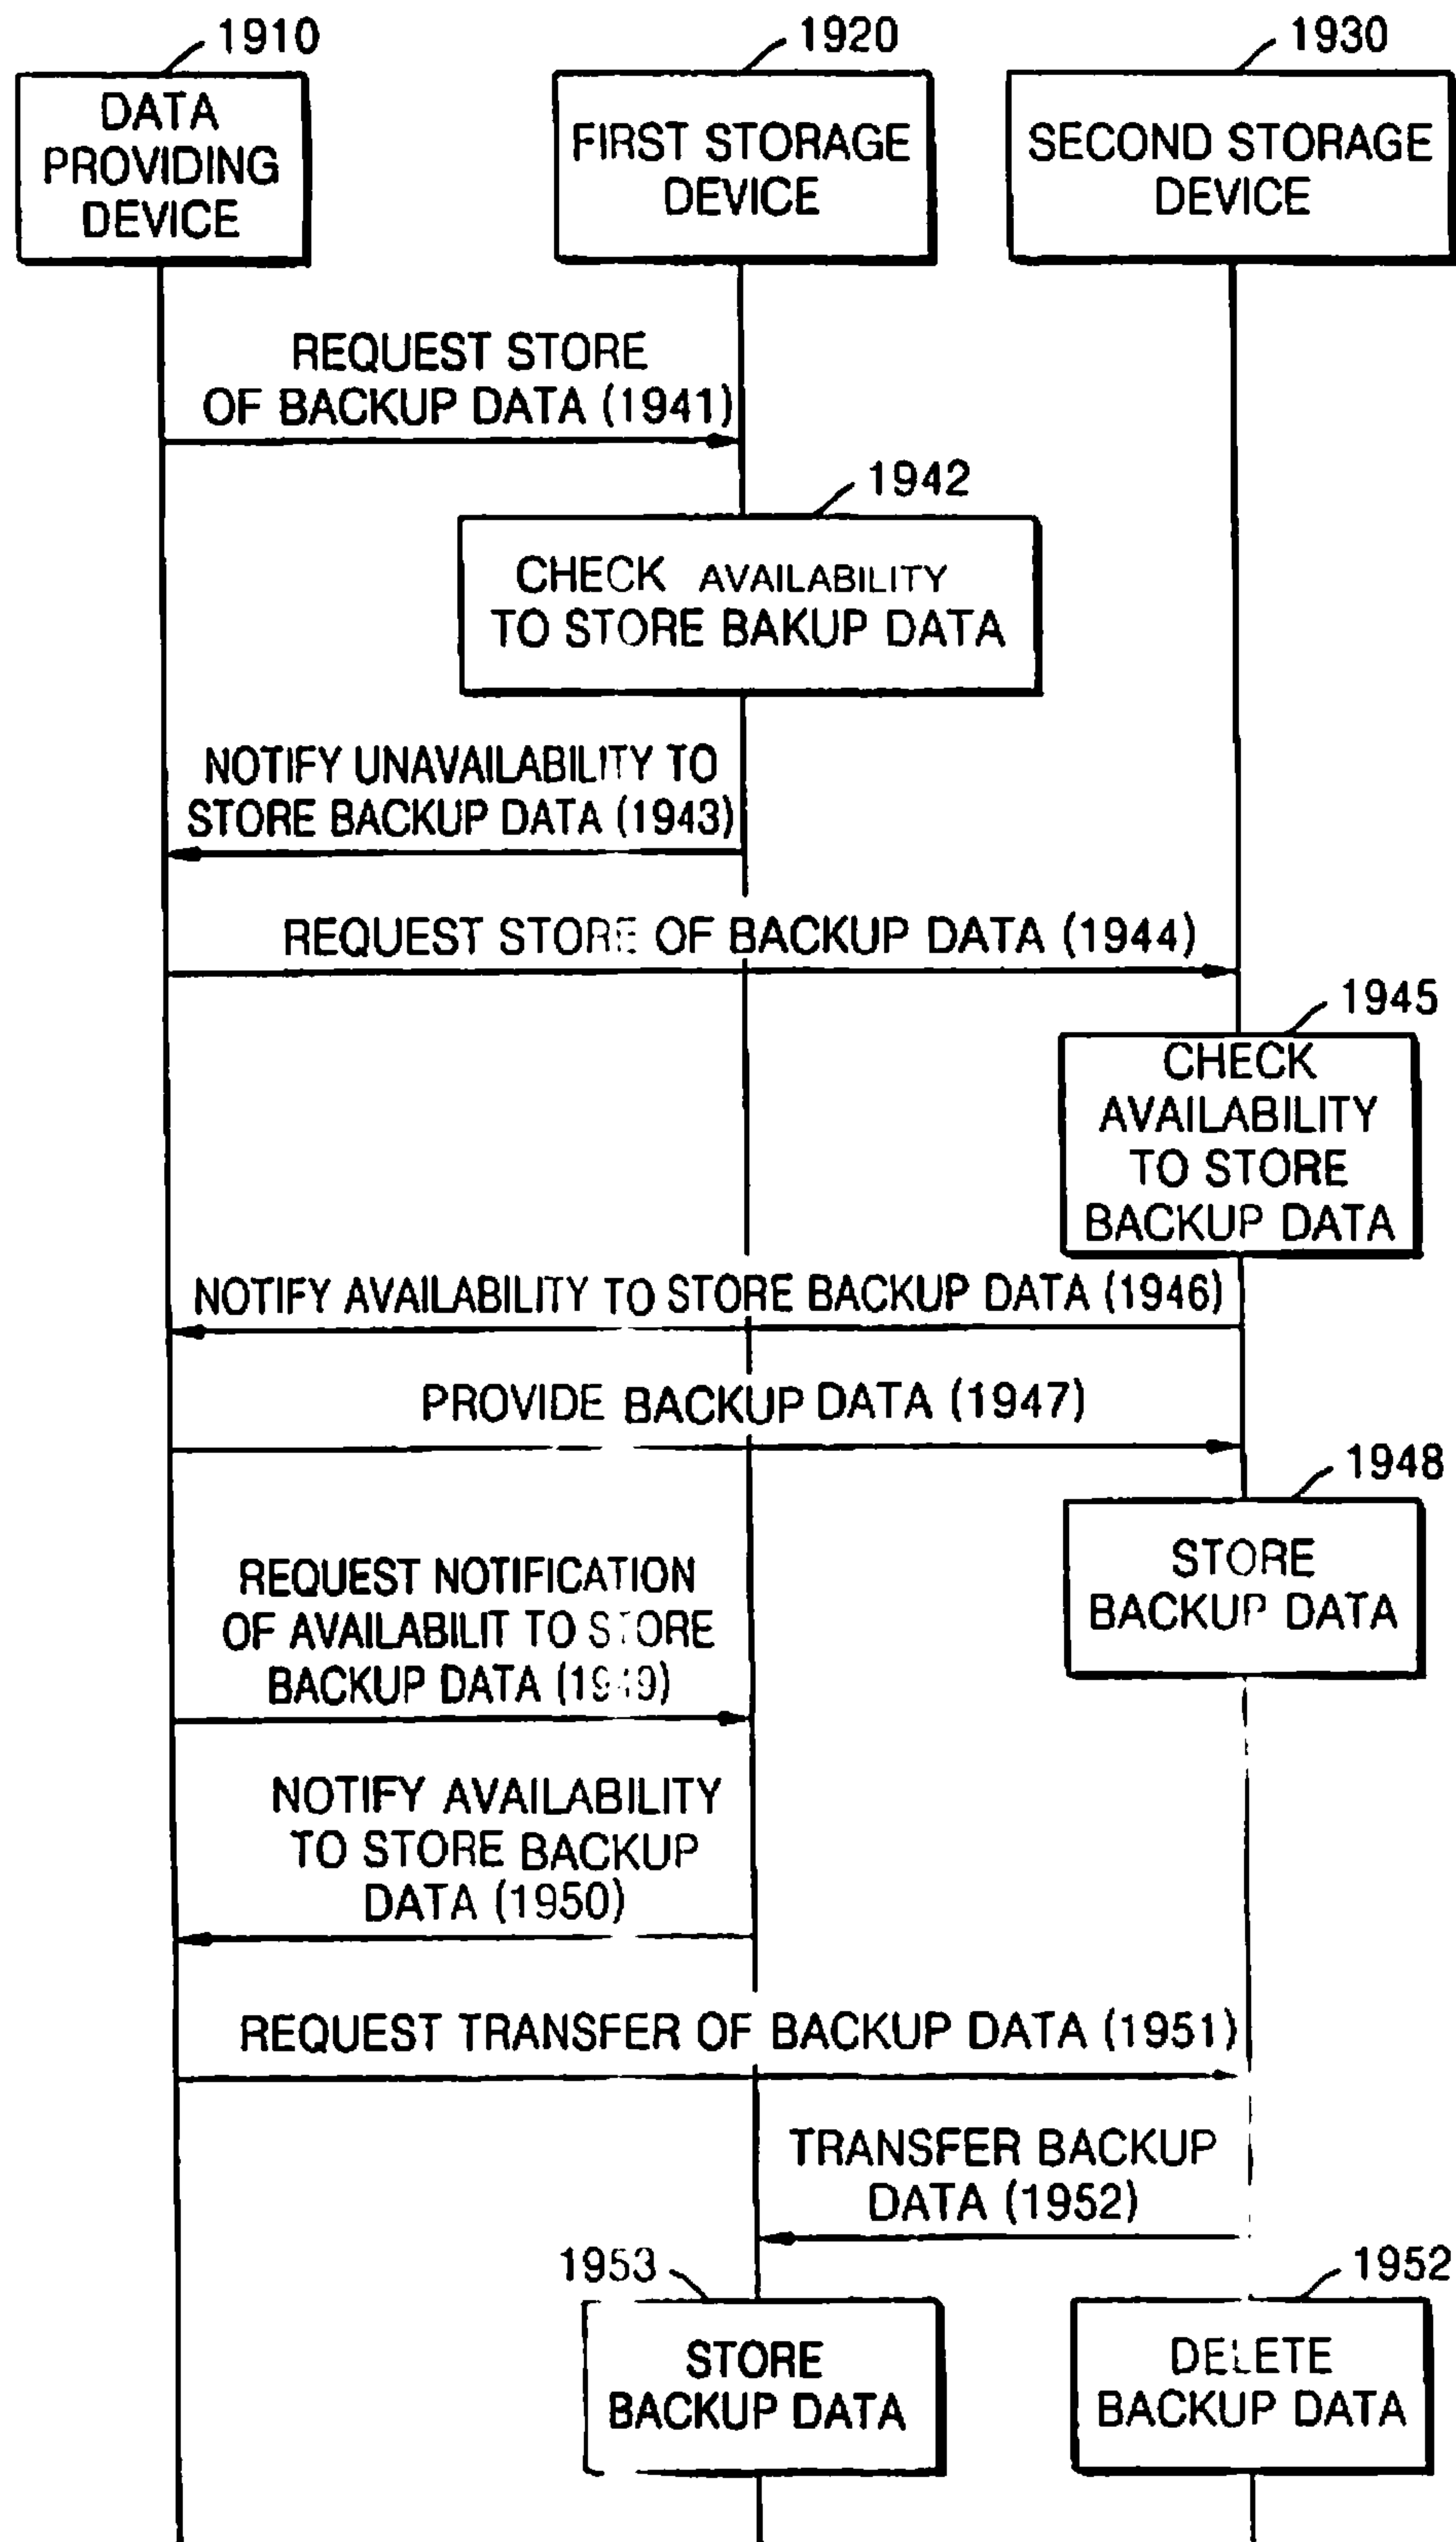 1910
1920
1930
DATA
PROVIDING
DEVICE
FIRST STORAGE
DEVICE
SECOND STORAGE
DEVICE
REQUEST STORE
OF BACKUP DATA (1941)
1942
CHECK AVAILABILITY
TO STORE BAKUP DATA
NOTIFY UNAVAILABILITY TO
STORE BACKUP DATA (1943)
REQUEST STORE OF BACKUP DATA (1944)
1945
CHECK
AVAILABILITY
TO STORE
BACKUP DATA
NOTIFY AVAILABILITY TO STORE BACKUP DATA (1946)
PROVIDE BACKUP DATA (1947)
1948
STORE
BACKUP DATA
REQUEST NOTIFICATION
OF AVAILABILIT TO STORE
BACKUP DATA (1949)
NOTIFY AVAILABILITY
TO STORE BACKUP
DATA (1950)
REQUEST TRANSFER OF BACKUP DATA (1951)
TRANSFER BACKUP
DATA (1952)
1953
STORE
BACKUP DATA
1952
DELETE
BACKUP DATA